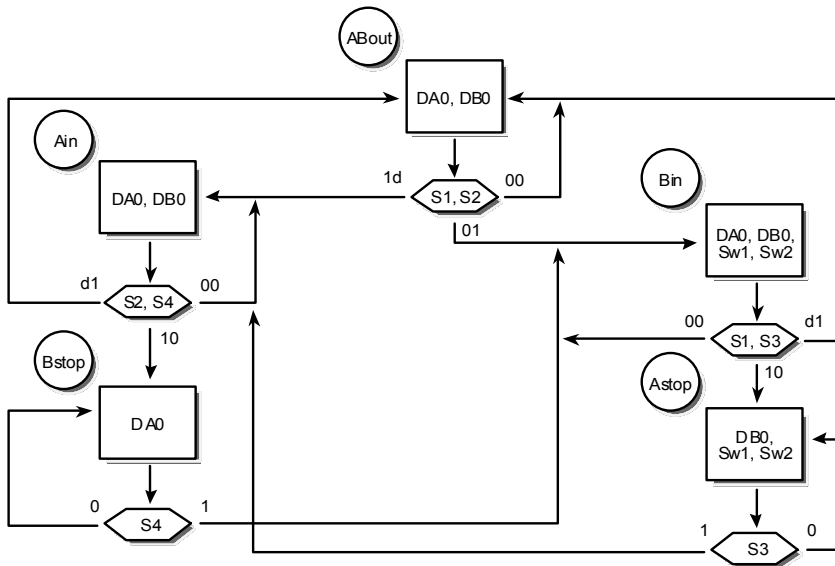 ABout
DA0, DB0
Ain
1d
S1, S2
00
Bin
DA0, DB0
01
DA0, DB0,
Sw1, Sw2
d1
S2, S4
00
00
S1, S3
d1
10
Bstop
10
Astop
DA0
DB0,
Sw1, Sw2
0
S4
1
1
S3
0